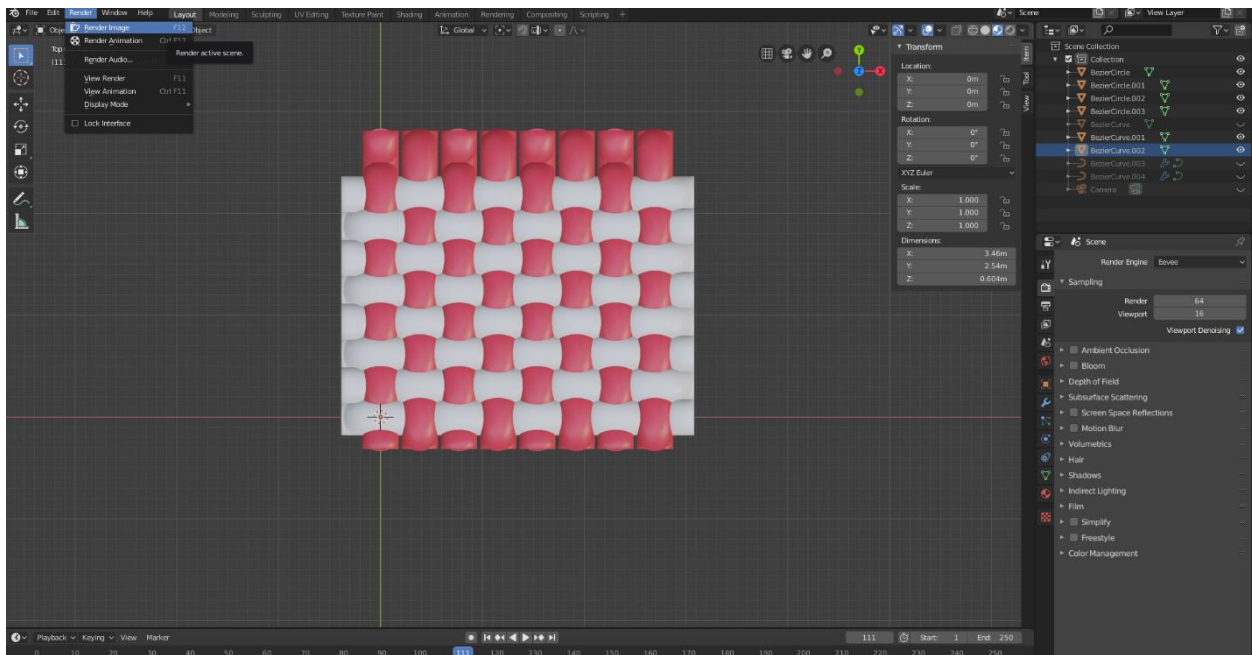 File Edit Render Window Help Layout Modeling Sculpting UV Editing Texture Paint Shading Animation Rendering Compositing Scripting + Scene View Layer
Render Image F12
Render Animation Ctrl F12
Render active scene.
Render Audio...
View Render F11
View Animation Ctrl F11
Display Mode
Lock Interface
Global
Y
X
Z
Transform
Location:
X: 0m
Y: 0m
Z: 0m
Rotation:
X: 0°
Y: 0°
Z: 0°
XYZ Euler
Scale:
X: 1.000
Y: 1.000
Z: 1.000
Dimensions:
X: 3.46m
Y: 2.54m
Z: 0.604m
Item
Tool
View
Scene Collection
Collection
BezierCircle
BezierCircle.001
BezierCircle.002
BezierCircle.003
BezierCurve
BezierCurve.001
BezierCurve.002
BezierCurve.003
BezierCurve.004
Camera
Scene
Render Engine Eevee
Sampling
Render 64
Viewport 16
Viewport Denoising
Ambient Occlusion
Bloom
Depth of Field
Subsurface Scattering
Screen Space Reflections
Motion Blur
Volumetrics
Hair
Shadows
Indirect Lighting
Film
Simplify
Freestyle
Color Management
Playback Keying View Marker 111 Start: 1 End: 250
0 10 20 30 40 50 60 70 80 90 100 111 120 130 140 150 160 170 180 190 200 210 220 230 240 250